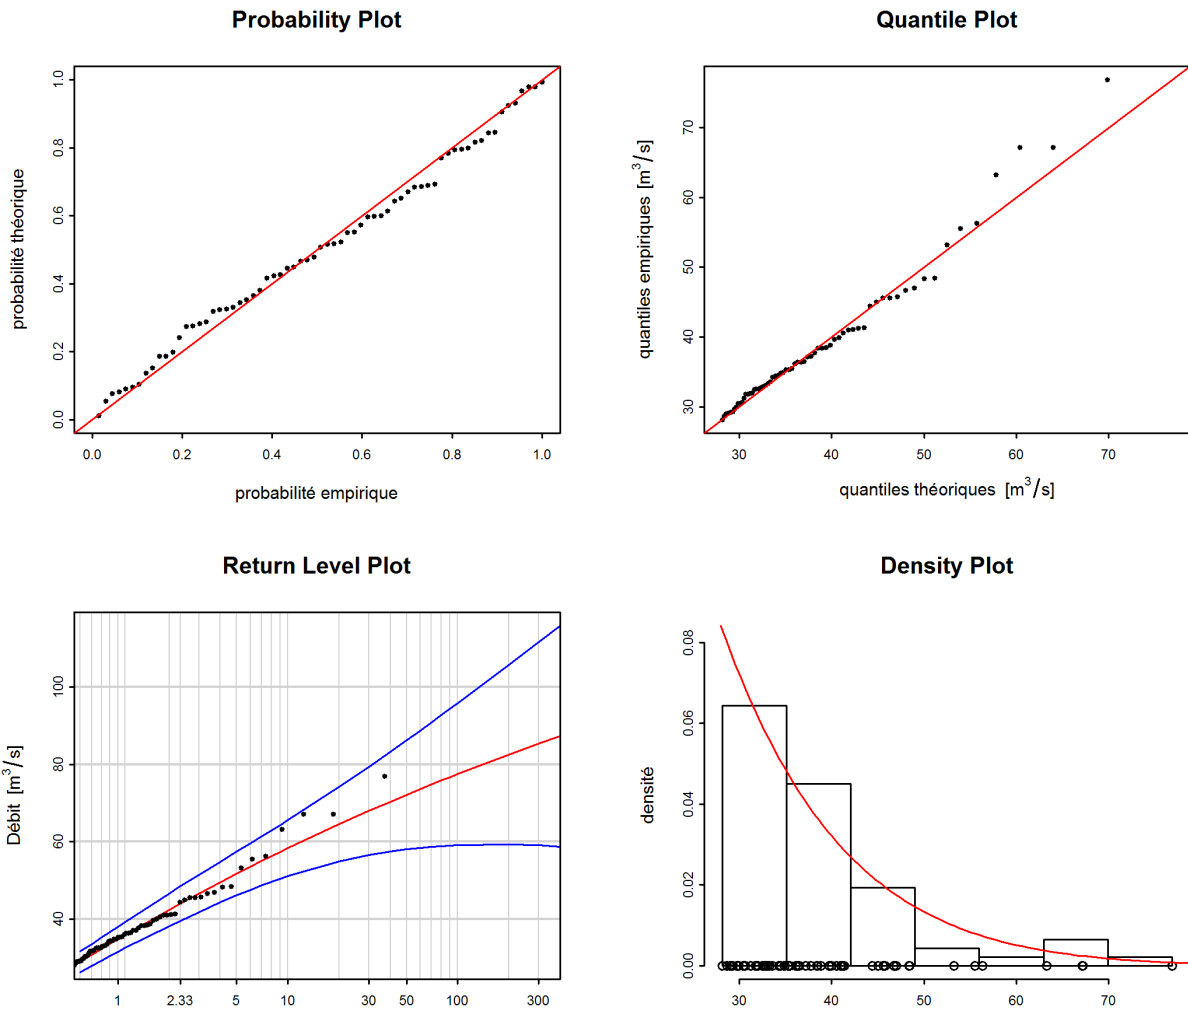 Probability Plot
1.0
0.8
0.6
0.4
0.2
0.0
probabilité théorique
0.0 0.2 0.4 0.6 0.8 1.0
probabilité empirique
Quantile Plot
70
60
50
40
30
quantiles empiriques [m³/s]
30 40 50 60 70
quantiles théoriques [m³/s]
Return Level Plot
100
80
60
40
Débit [m³/s]
1 2.33 5 10 30 50 100 300
Density Plot
0.08
0.06
0.04
0.02
0.00
densité
30 40 50 60 70